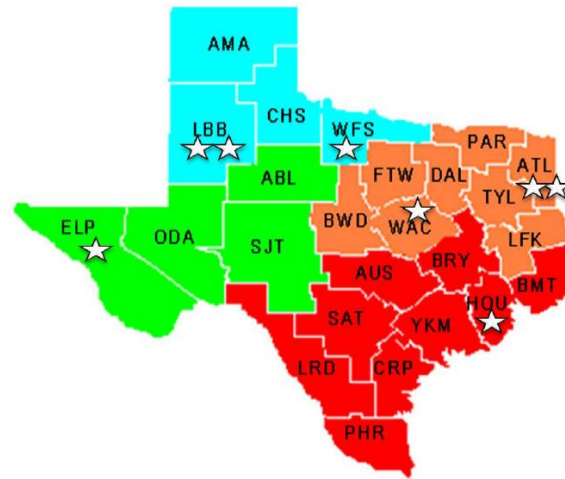 AMA
CHS
LBB
WFS
PAR
ATL
ABL
FTW
DAL
TYL
ELP
ODA
SJT
BWD
WAC
LFK
AUS
BRY
BMT
HOU
SAT
YKM
LRD
CRP
PHR